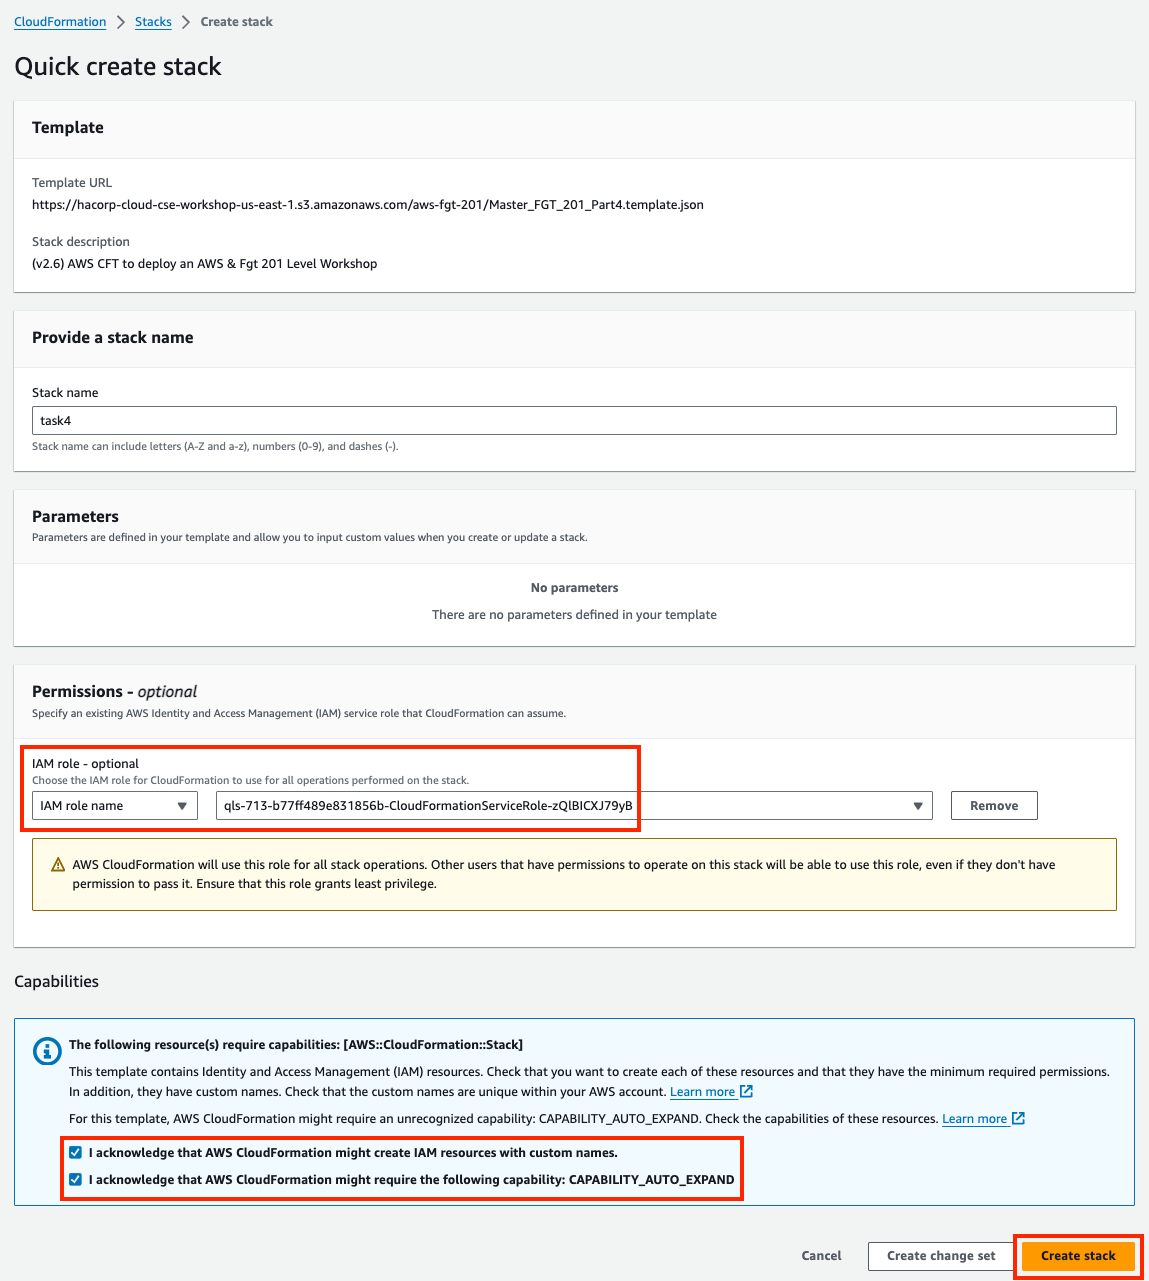 CloudFormation > Stacks > Create stack
Quick create stack
Template
Template URL
https://hacorp-cloud-cse-workshop-us-east-1.s3.amazonaws.com/aws-fgt-201/Master_FGT_201_Part4.template.json
Stack description
(v2.6) AWS CFT to deploy an AWS & Fgt 201 Level Workshop
Provide a stack name
Stack name
task4
Stack name can include letters (A-Z and a-z), numbers (0-9), and dashes (-).
Parameters
Parameters are defined in your template and allow you to input custom values when you create or update a stack.
No parameters
There are no parameters defined in your template
Permissions - optional
Specify an existing AWS Identity and Access Management (IAM) service role that CloudFormation can assume.
IAM role - optional
Choose the IAM role for CloudFormation to use for all operations performed on the stack.
IAM role name qls-713-b77ff489e831856b-CloudFormationServiceRole-zQlBICXJ79yB Remove
AWS CloudFormation will use this role for all stack operations. Other users that have permissions to operate on this stack will be able to use this role, even if they don't have
permission to pass it. Ensure that this role grants least privilege.
Capabilities
The following resource(s) require capabilities: [AWS::CloudFormation::Stack]
This template contains Identity and Access Management (IAM) resources. Check that you want to create each of these resources and that they have the minimum required permissions.
In addition, they have custom names. Check that the custom names are unique within your AWS account. Learn more
For this template, AWS CloudFormation might require an unrecognized capability: CAPABILITY_AUTO_EXPAND. Check the capabilities of these resources. Learn more
I acknowledge that AWS CloudFormation might create IAM resources with custom names.
I acknowledge that AWS CloudFormation might require the following capability: CAPABILITY_AUTO_EXPAND
Cancel Create change set Create stack